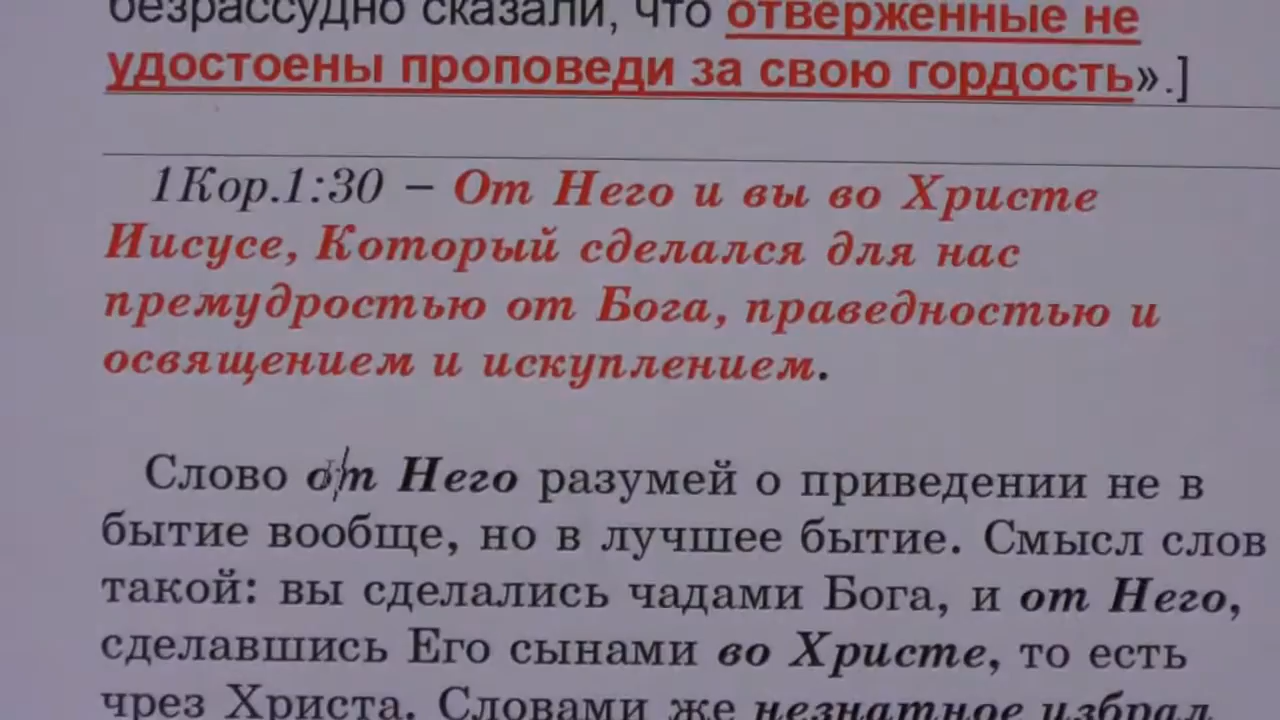 безрассудно сказали, что отверженные не
удостоены проповеди за свою гордость».]
1Кор.1:30 – От Него и вы во Христе
Иисусе, Который сделался для нас
премудростью от Бога, праведностью и
освящением и искуплением.
Слово от Него разумей о приведении не в
бытие вообще, но в лучшее бытие. Смысл слов
такой: вы сделались чадами Бога, и от Него,
сделавшись Его сынами во Христе, то есть
чрез Христа. Словами же незнатное избрал